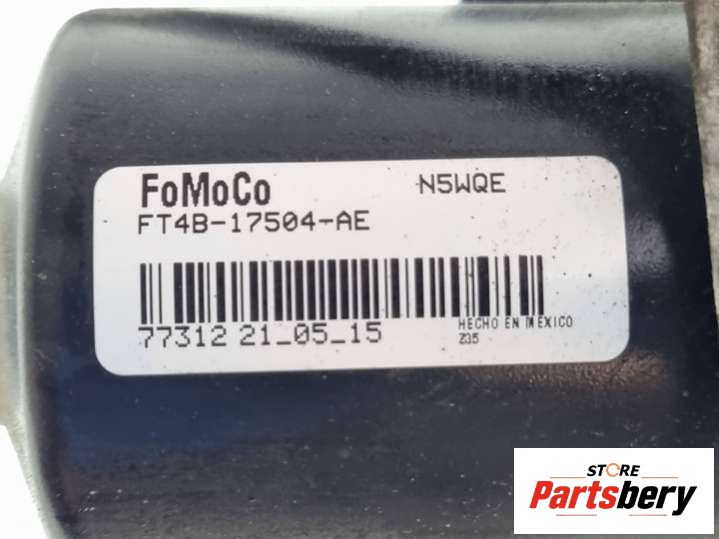 FoMoCo N5WQE
FT4B-17504-AE
77312 21_05_15
HECHO EN MEXICO
Z35
STORE
Partsbery